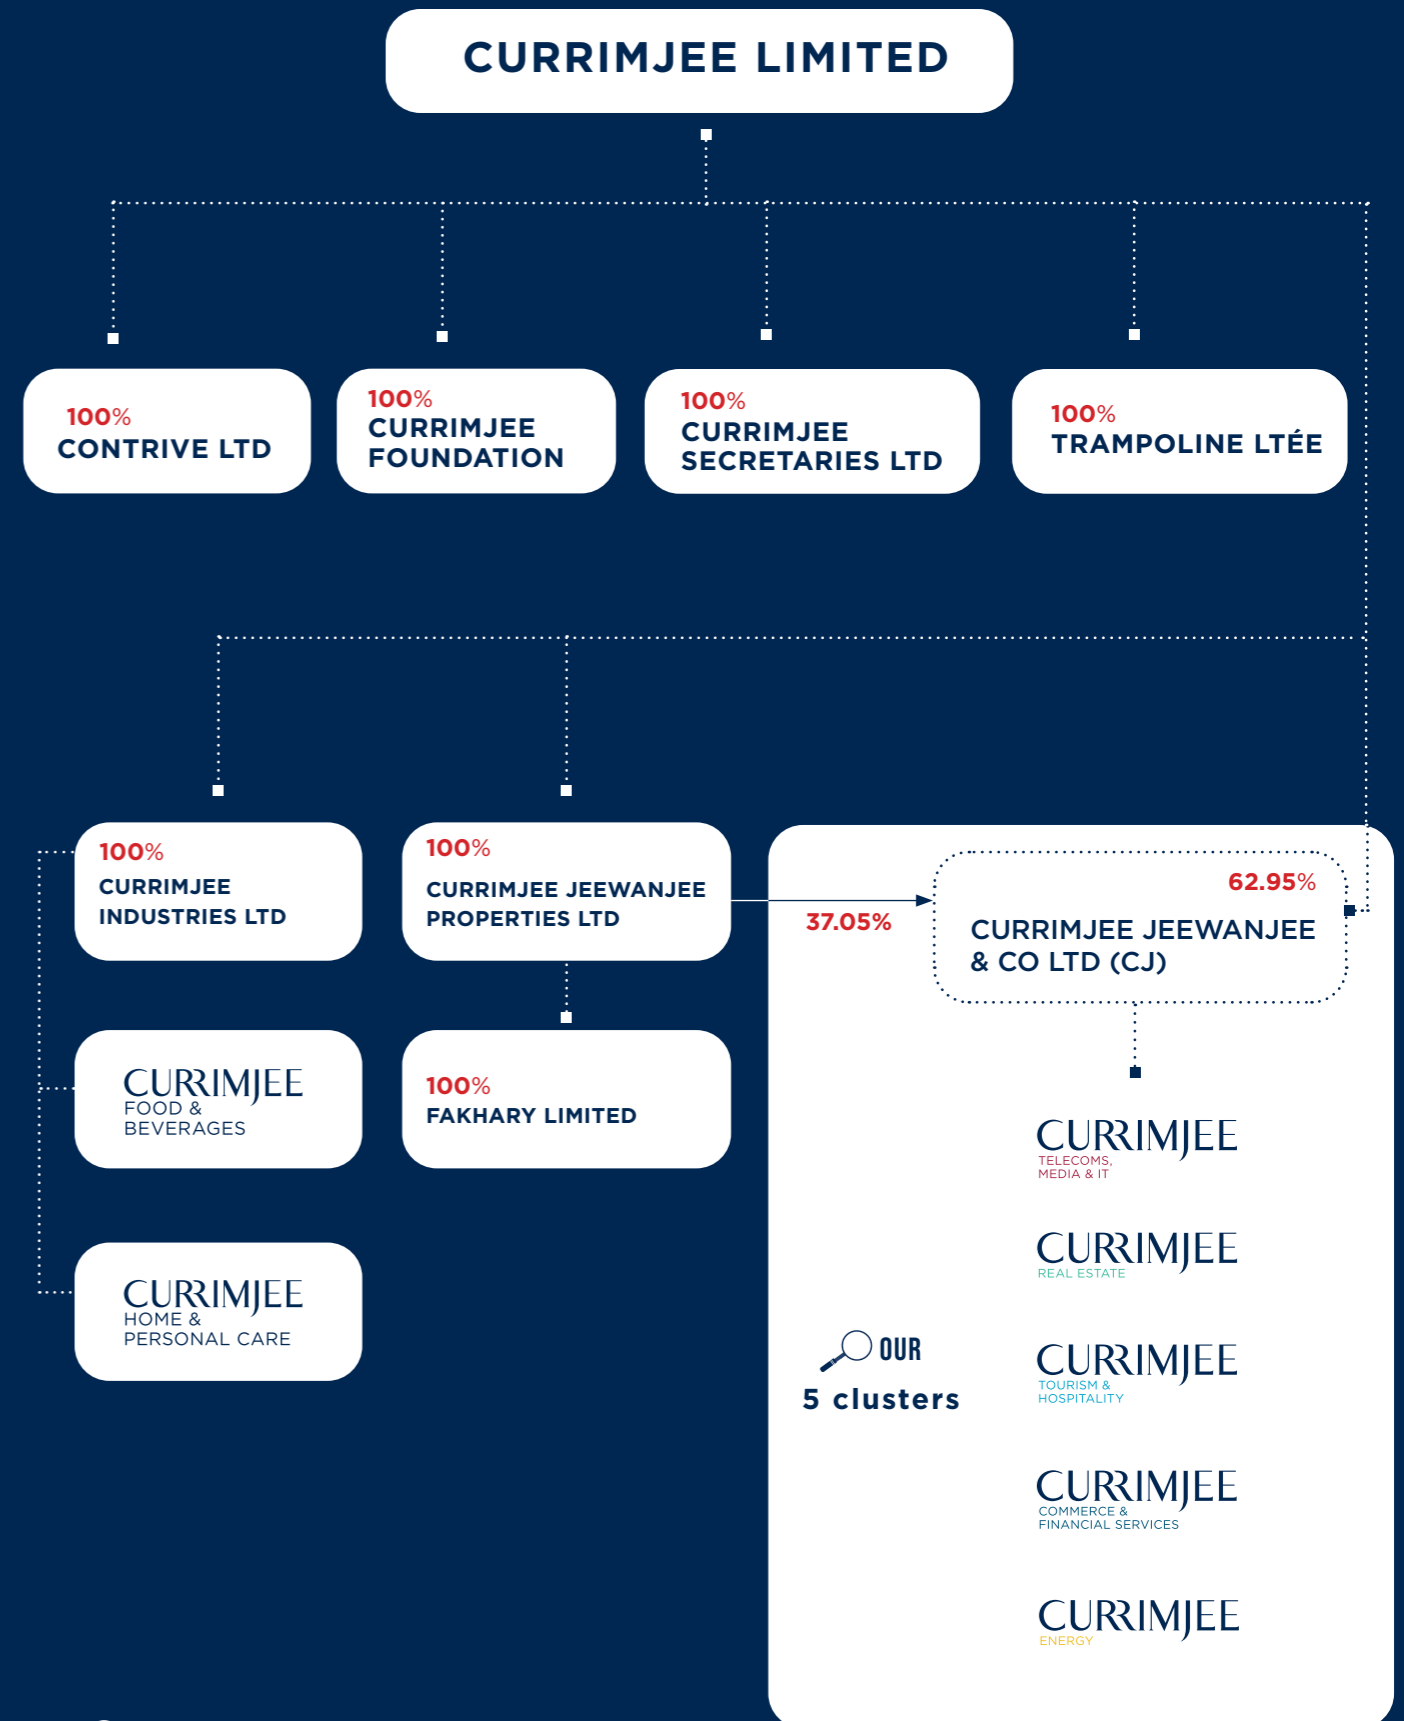 CURRIMJEE LIMITED
100%
CONTRIVE LTD
100%
CURRIMJEE
FOUNDATION
100%
CURRIMJEE
SECRETARIES LTD
100%
TRAMPOLINE LTÉE
100%
CURRIMJEE
INDUSTRIES LTD
100%
CURRIMJEE JEEWANJEE
PROPERTIES LTD
37.05%
62.95%
CURRIMJEE JEEWANJEE
& CO LTD (CJ)
CURRIMJEE
FOOD &
BEVERAGES
100%
FAKHARY LIMITED
CURRIMJEE
HOME &
PERSONAL CARE
OUR
5 clusters
CURRIMJEE
TELECOMS,
MEDIA & IT
CURRIMJEE
REAL ESTATE
CURRIMJEE
TOURISM &
HOSPITALITY
CURRIMJEE
COMMERCE &
FINANCIAL SERVICES
CURRIMJEE
ENERGY